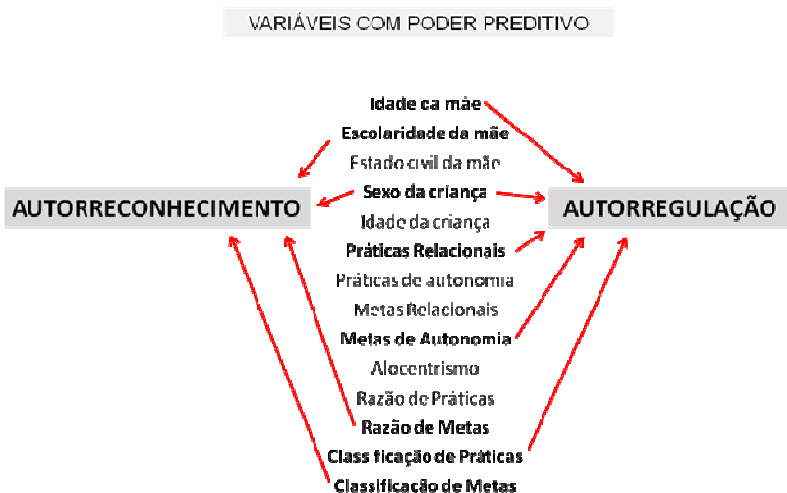 VARIÁVEIS COM PODER PREDITIVO
Idade da mãe
Escolaridade da mãe
Estado civil da mãe
Sexo da criança
AUTORRECONHECIMENTO
AUTORREGULAÇÃO
Idade da criança
Práticas Relacionais
Práticas de autonomia
Metas Relacionais
Metas de Autonomia
Alocentrismo
Razão de Práticas
Razão de Metas
Classificação de Práticas
Classificação de Metas